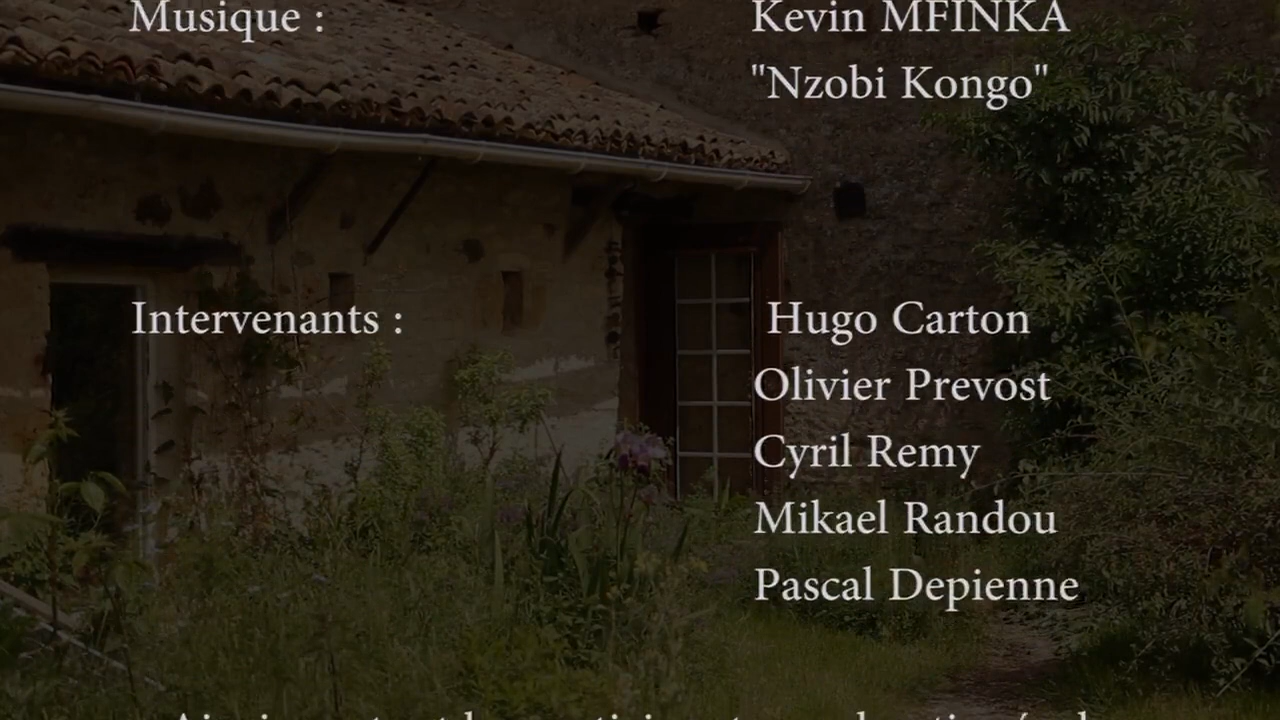 Musique :
Kevin MFINKA
"Nzobi Kongo"
Intervenants :
Hugo Carton
Olivier Prevost
Cyril Remy
Mikael Randou
Pascal Depienne